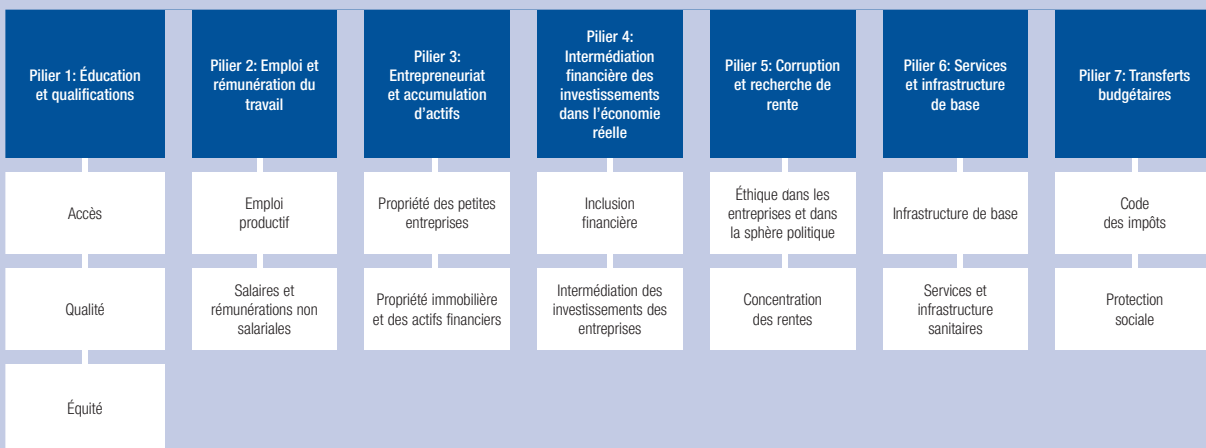 Pilier 1: Éducation
et qualifications
Pilier 2: Emploi et
rémunération du
travail
Pilier 3:
Entrepreneuriat
et accumulation
d'actifs
Pilier 4:
Intermédiation
financière des
investissements
dans l'économie
réelle
Pilier 5: Corruption
et recherche de
rente
Pilier 6: Services
et infrastructure
de base
Pilier 7: Transferts
budgétaires
Accès
Emploi
productif
Propriété des petites
entreprises
Inclusion
financière
Éthique dans les
entreprises et dans
la sphère politique
Infrastructure de base
Code
des impôts
Qualité
Salaires et
rémunérations non
salariales
Propriété immobilière
et des actifs financiers
Intermédiation des
investissements des
entreprises
Concentration
des rentes
Services et
infrastructure
sanitaires
Protection
sociale
Équité